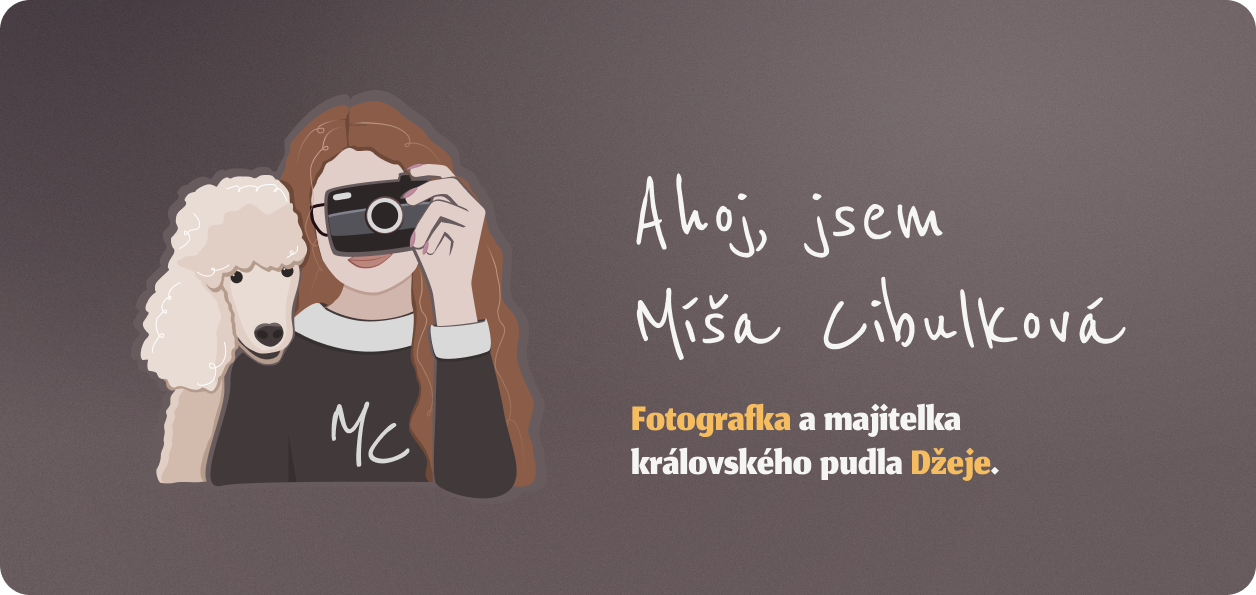 MC
Ahoj, jsem
Míša Cibulková
Fotografka a majitelka
královského pudla Džeje.